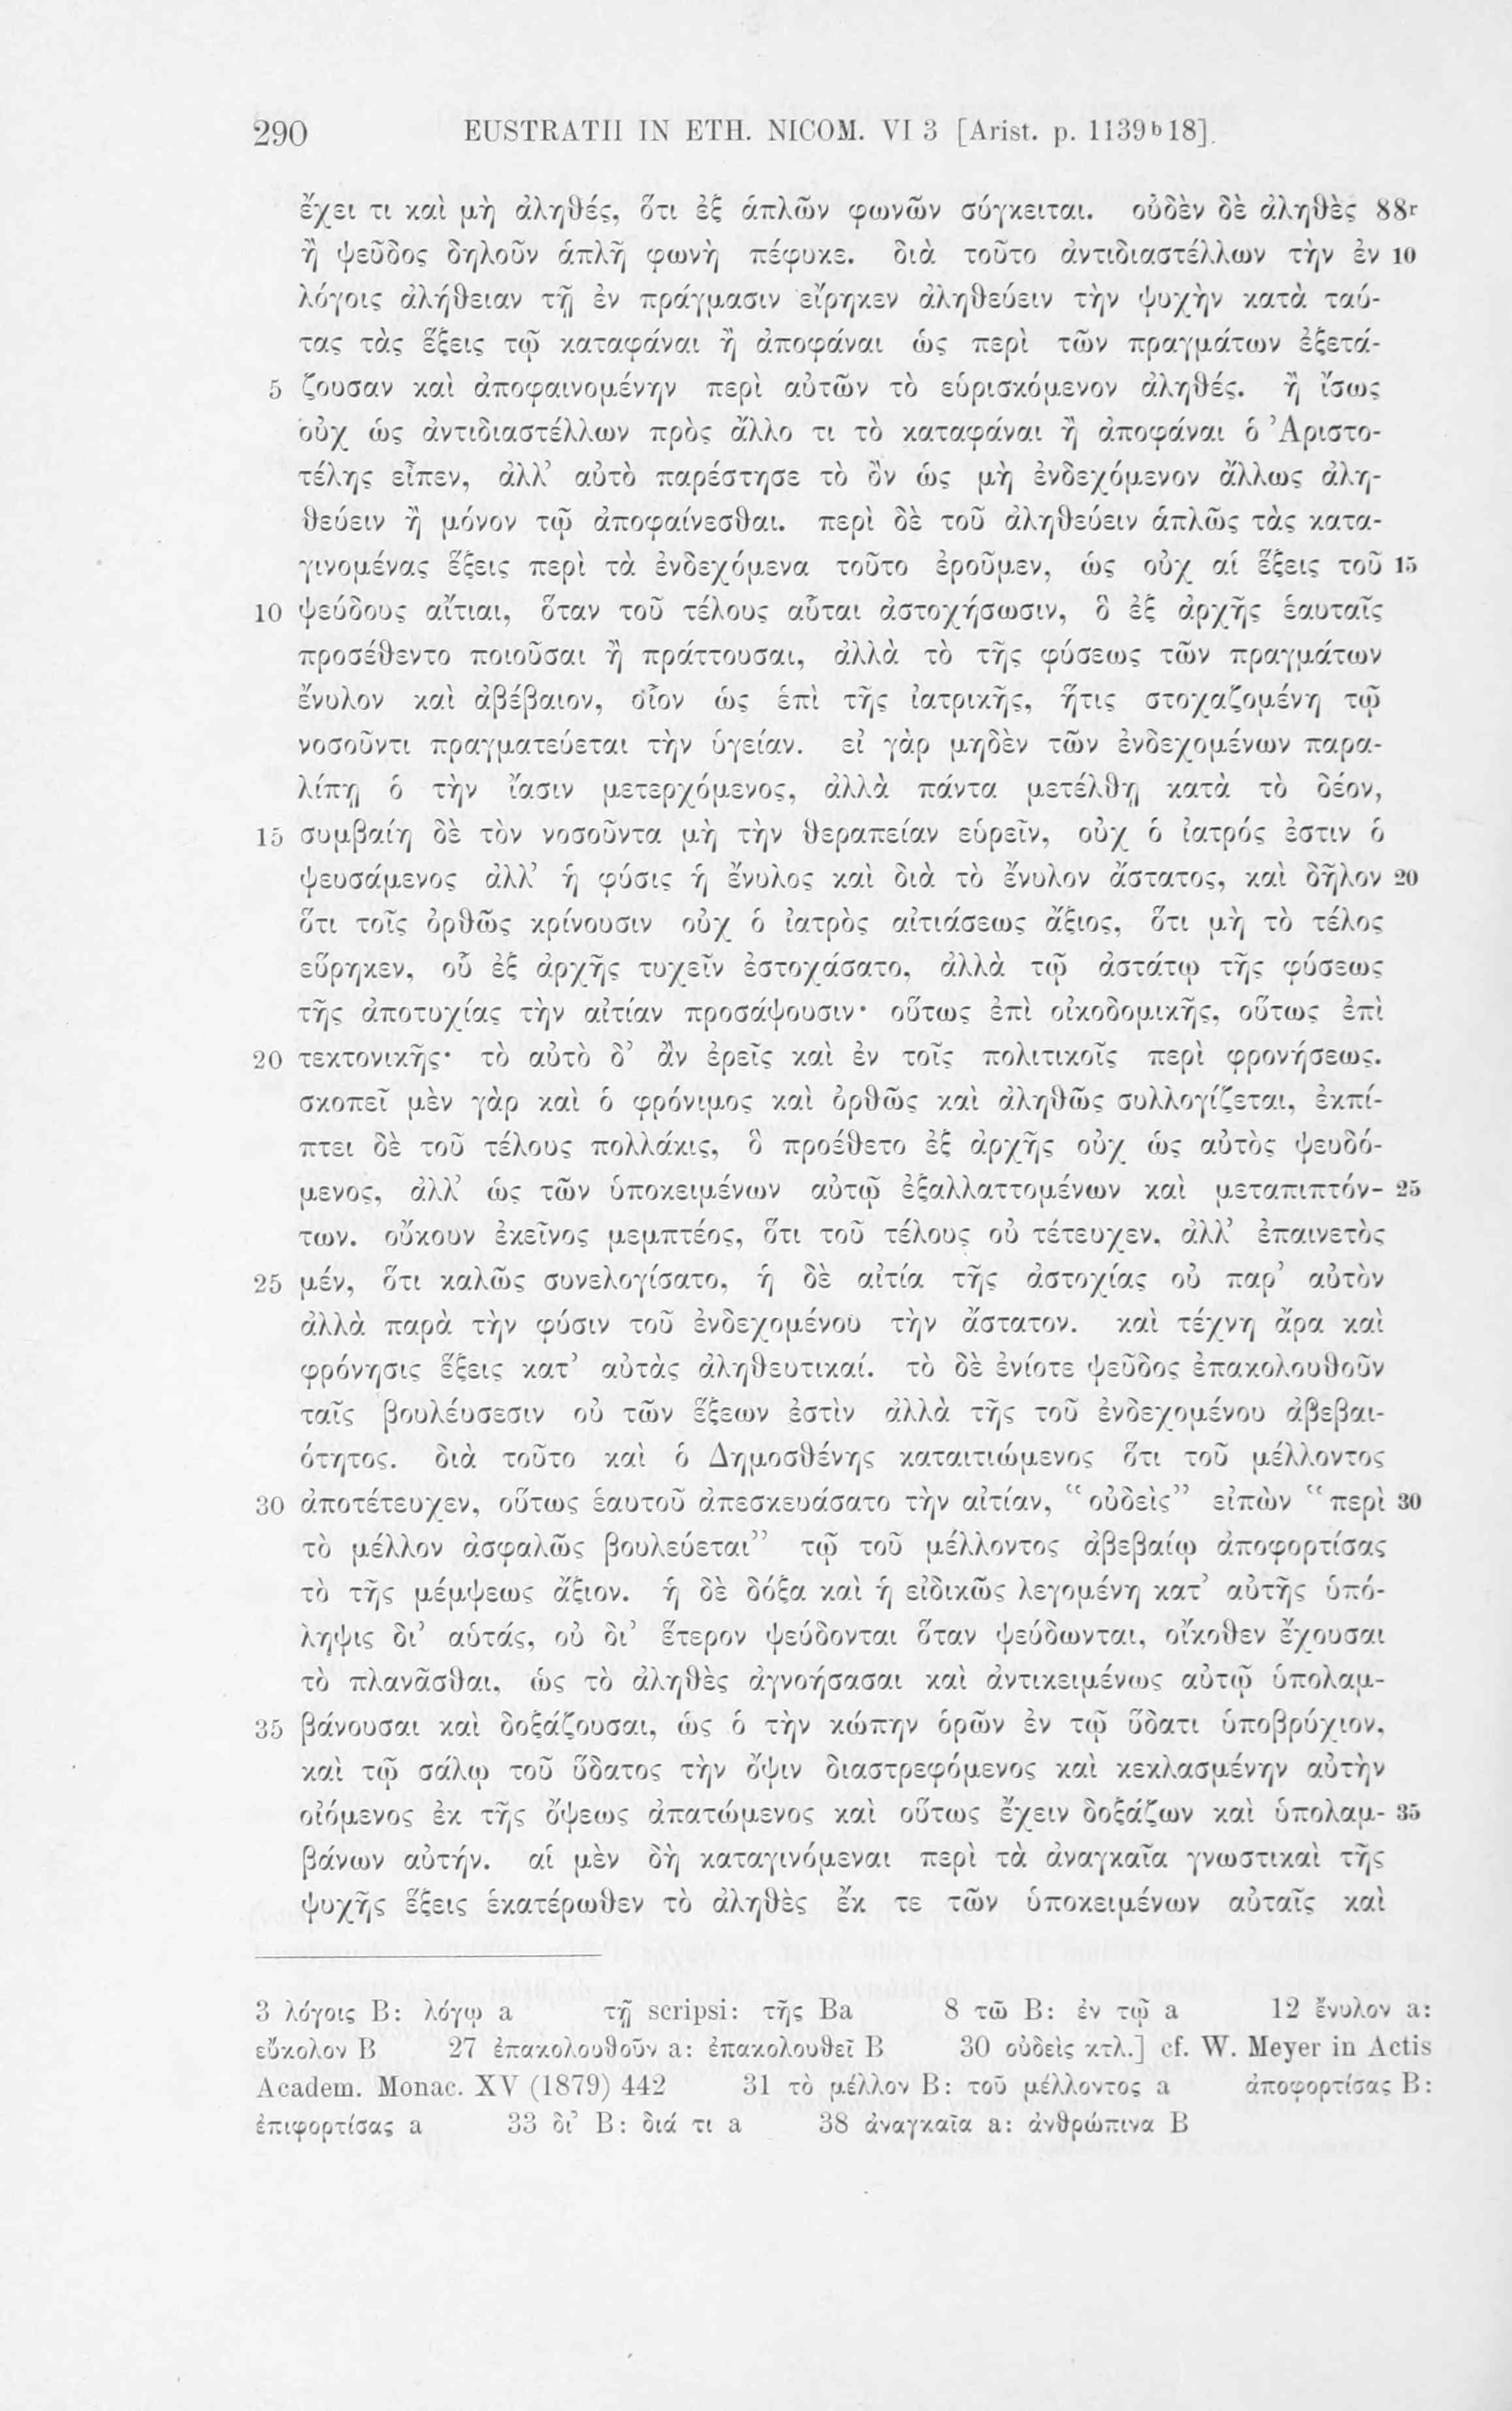 290 EUSTRATII IN ETH. NICOM. VI 3 [Arist. p. 1139b18].
ἔχει τι καὶ μὴ ἀληθές, ὅτι ἐξ ἁπλῶν φωνῶν σύγκειται. οὐδὲν δὲ ἀληθὲς 88r
ἢ ψεῦδος δηλοῦν ἁπλῆ φωνὴ πέφυκε. διὰ τοῦτο ἀντιδιαστέλλων τὴν ἐν 10
λόγοις ἀλήθειαν τῇ ἐν πράγμασιν εἴρηκεν ἀληθεύειν τὴν ψυχὴν κατὰ ταύ-
τας τὰς ἕξεις τῷ καταφάναι ἢ ἀποφάναι ὡς περὶ τῶν πραγμάτων ἐξετά-
5 ζουσαν καὶ ἀποφαινομένην περὶ αὐτῶν τὸ εὑρισκόμενον ἀληθές. ἢ ἴσως
οὐχ ὡς ἀντιδιαστέλλων πρὸς ἄλλο τι τὸ καταφάναι ἢ ἀποφάναι ὁ Ἀριστο-
τέλης εἶπεν, ἀλλ’ αὐτὸ παρέστησε τὸ ὂν ὡς μὴ ἐνδεχόμενον ἄλλως ἀλη-
θεύειν ἢ μόνον τῷ ἀποφαίνεσθαι. περὶ δὲ τοῦ ἀληθεύειν ἁπλῶς τὰς κατα-
γινομένας ἕξεις περὶ τὰ ἐνδεχόμενα τοῦτο ἐροῦμεν, ὡς οὐχ αἱ ἕξεις τοῦ 15
10 ψεύδους αἴτιαι, ὅταν τοῦ τέλους αὗται ἀστοχήσωσιν, ὃ ἐξ ἀρχῆς ἑαυταῖς
προσέθεντο ποιοῦσαι ἢ πράττουσαι, ἀλλὰ τὸ τῆς φύσεως τῶν πραγμάτων
ἔνυλον καὶ ἀβέβαιον, οἷον ὡς ἐπὶ τῆς ἰατρικῆς, ἥτις στοχαζομένη τῷ
νοσοῦντι πραγματεύεται τὴν ὑγείαν. εἰ γὰρ μηδὲν τῶν ἐνδεχομένων παρα-
λίπῃ ὁ τὴν ἴασιν μετερχόμενος, ἀλλὰ πάντα μετέλθῃ κατὰ τὸ δέον,
15 συμβαίη δὲ τὸν νοσοῦντα μὴ τὴν θεραπείαν εὑρεῖν, οὐχ ὁ ἰατρός ἐστιν ὁ
ψευσάμενος ἀλλ’ ἡ φύσις ἡ ἔνυλος καὶ διὰ τὸ ἔνυλον ἄστατος, καὶ δῆλον 20
ὅτι τοῖς ὀρθῶς κρίνουσιν οὐχ ὁ ἰατρὸς αἰτιάσεως ἄξιος, ὅτι μὴ τὸ τέλος
εὕρηκεν, οὗ ἐξ ἀρχῆς τυχεῖν ἐστοχάσατο, ἀλλὰ τῷ ἀστάτῳ τῆς φύσεως
τῆς ἀποτυχίας τὴν αἰτίαν προσάψουσιν· οὕτως ἐπὶ οἰκοδομικῆς, οὕτως ἐπὶ
20 τεκτονικῆς· τὸ αὐτὸ δ’ ἂν ἐρεῖς καὶ ἐν τοῖς πολιτικοῖς περὶ φρονήσεως.
σκοπεῖ μὲν γὰρ καὶ ὁ φρόνιμος καὶ ὀρθῶς καὶ ἀληθῶς συλλογίζεται, ἐκπί-
πτει δὲ τοῦ τέλους πολλάκις, ὃ προέθετο ἐξ ἀρχῆς οὐχ ὡς αὐτὸς ψευδό-
μενος, ἀλλ’ ὡς τῶν ὑποκειμένων αὐτῷ ἐξαλλαττομένων καὶ μεταπιπτόν- 25
των. οὔκουν ἐκεῖνος μεμπτέος, ὅτι τοῦ τέλους οὐ τέτευχεν, ἀλλ’ ἐπαινετὸς
25 μέν, ὅτι καλῶς συνελογίσατο, ἡ δὲ αἰτία τῆς ἀστοχίας οὐ παρ’ αὐτὸν
ἀλλὰ παρὰ τὴν φύσιν τοῦ ἐνδεχομένου τὴν ἄστατον. καὶ τέχνη ἄρα καὶ
φρόνησις ἕξεις κατ’ αὐτὰς ἀληθευτικαί. τὸ δὲ ἐνίοτε ψεῦδος ἐπακολουθοῦν
ταῖς βουλέυσεσιν οὐ τῶν ἕξεων ἐστὶν ἀλλὰ τῆς τοῦ ἐνδεχομένου ἀβεβαι-
ότητος. διὰ τοῦτο καὶ ὁ Δημοσθένης καταιτιώμενος ὅτι τοῦ μέλλοντος
30 ἀποτέτευχεν, οὕτως ἑαυτοῦ ἀπεσκευάσατο τὴν αἰτίαν, “οὐδεὶς” εἰπὼν “περὶ 30
τὸ μέλλον ἀσφαλῶς βουλεύεται” τῷ τοῦ μέλλοντος ἀβεβαίῳ ἀποφορτίσας
τὸ τῆς μέμψεως ἄξιον. ἡ δὲ δόξα καὶ ἡ εἰδικῶς λεγομένη κατ’ αὐτῆς ὑπό-
ληψις δι’ αὑτάς, οὐ δι’ ἕτερον ψεύδονται ὅταν ψεύδωνται, οἴκοθεν ἔχουσαι
τὸ πλανᾶσθαι, ὡς τὸ ἀληθὲς ἀγνοήσασαι καὶ ἀντικειμένως αὐτῷ ὑπολαμ-
35 βάνουσαι καὶ δοξάζουσαι, ὡς ὁ τὴν κώπην ὁρῶν ἐν τῷ ὕδατι ὑποβρύχιον,
καὶ τῷ σάλῳ τοῦ ὕδατος τὴν ὄψιν διαστρεφόμενος καὶ κεκλασμένην αὐτὴν
οἰόμενος ἐκ τῆς ὄψεως ἀπατώμενος καὶ οὕτως ἔχειν δοξάζων καὶ ὑπολαμ- 35
βάνων αὐτήν. αἱ μὲν δὴ καταγινόμεναι περὶ τὰ ἀναγκαῖα γνωστικαὶ τῆς
ψυχῆς ἕξεις ἑκατέρωθεν τὸ ἀληθὲς ἔκ τε τῶν ὑποκειμένων αὐταῖς καὶ
3 λόγοις B: λόγῳ a τῇ scripsi: τῆς Ba 8 τῶ B: ἐν τῷ a 12 ἔνυλον a:
εὔκολον B 27 ἐπακολουθοῦν a: ἐπακολουθεῖ B 30 οὐδεὶς κτλ.] cf. W. Meyer in Actis
Academ. Monac. XV (1879) 442 31 τὸ μέλλον B: τοῦ μέλλοντος a ἀποφορτίσας B:
ἐπιφορτίσας a 33 δι’ B: διά τι a 38 ἀναγκαῖα a: ἀνθρώπινα B